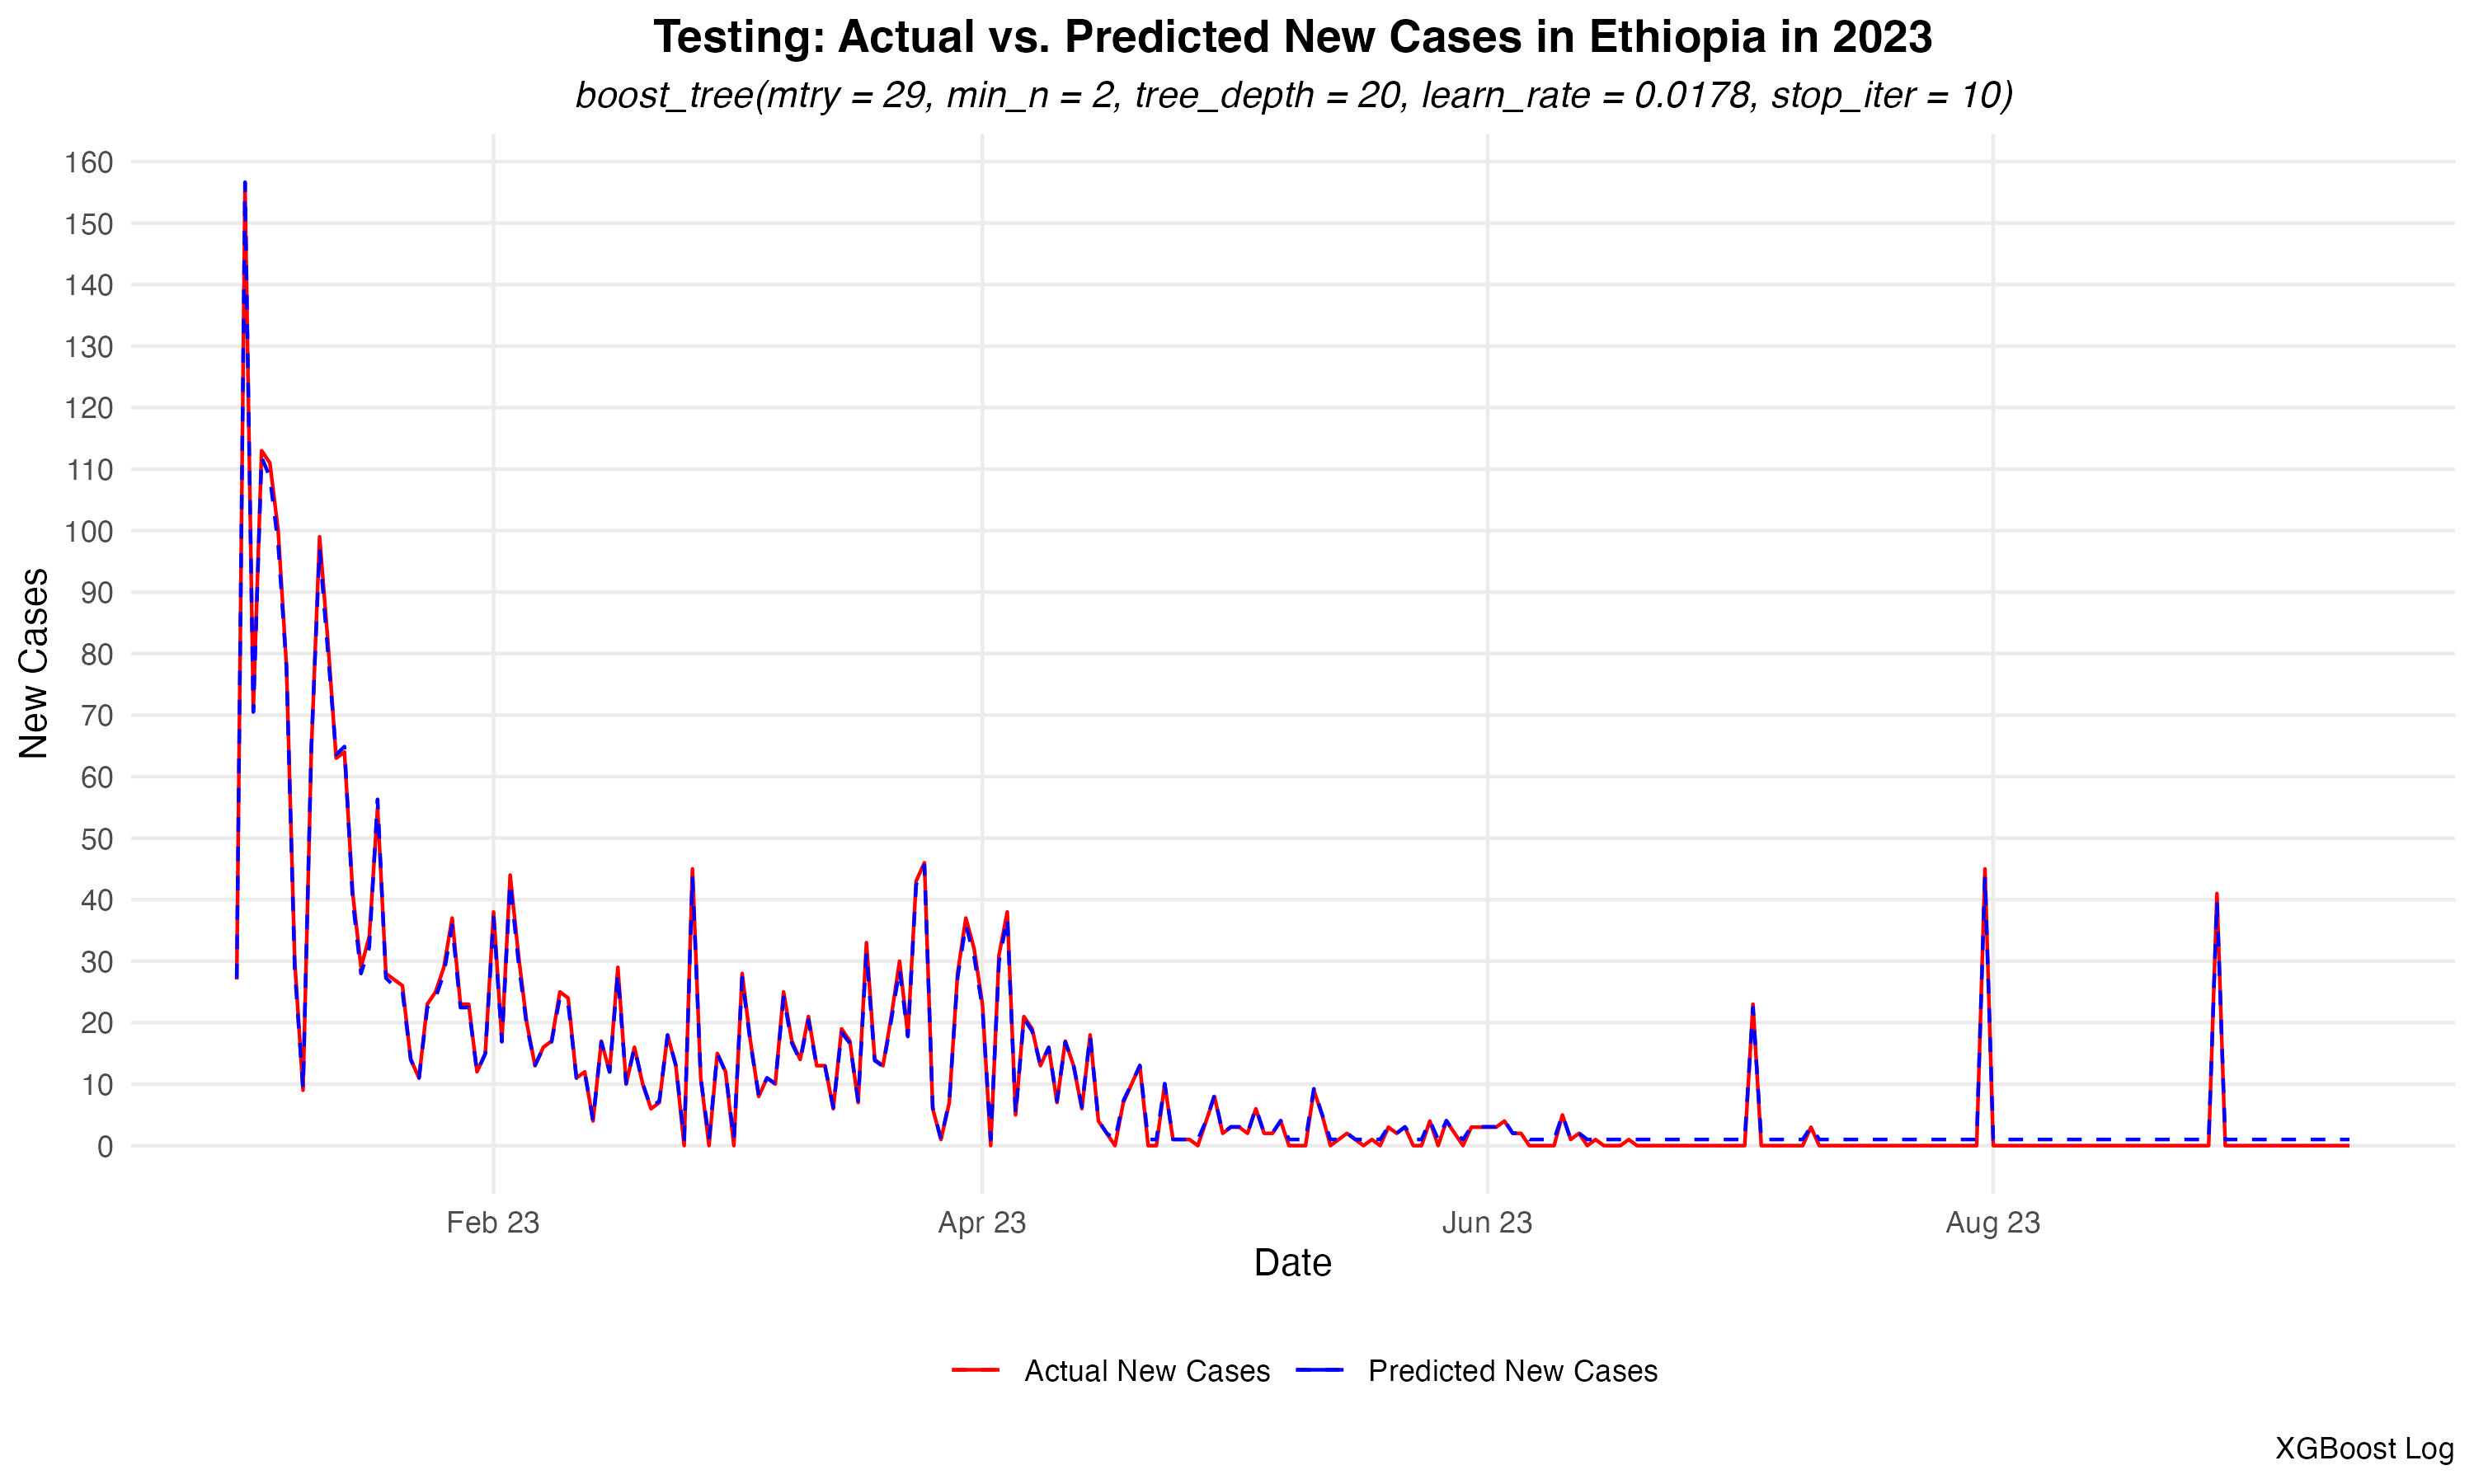 Testing: Actual vs. Predicted New Cases in Ethiopia in 2023
boost_tree(mtry = 29, min_n = 2, tree_depth = 20, learn_rate = 0.0178, stop_iter = 10)
New Cases
160
150
140
130
120
110
100
90
80
70
60
50
40
30
20
10
0
Feb 23 Apr 23 Jun 23 Aug 23
Date
Actual New Cases Predicted New Cases
XGBoost Log